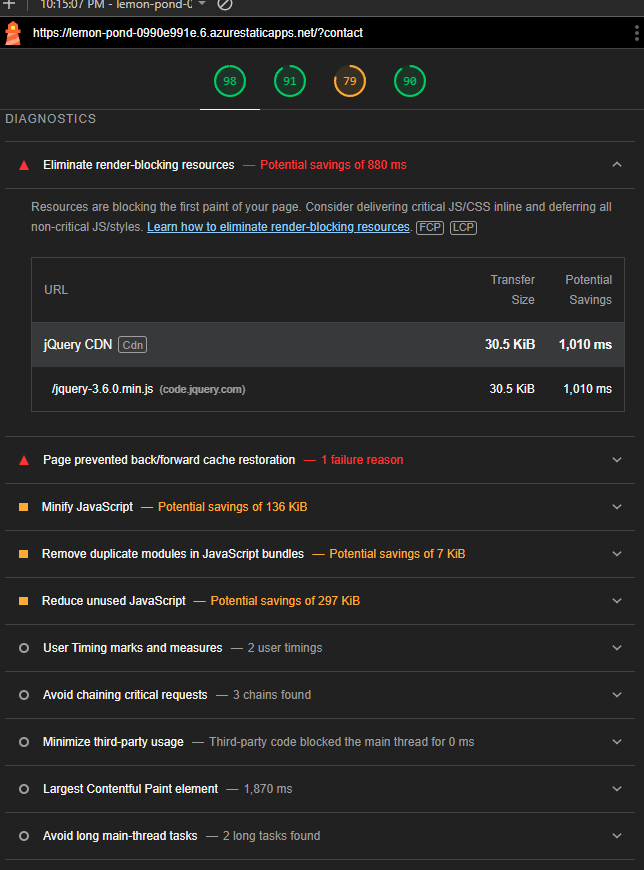 10:15:07 PM - lemon-pond-0
https://lemon-pond-0990e991e.6.azurestaticapps.net/?contact
98 91 79 90
DIAGNOSTICS
Eliminate render-blocking resources — Potential savings of 880 ms
Resources are blocking the first paint of your page. Consider delivering critical JS/CSS inline and deferring all
non-critical JS/styles. Learn how to eliminate render-blocking resources. FCP LCP
URL Transfer Size Potential Savings
jQuery CDN Cdn 30.5 KiB 1,010 ms
/jquery-3.6.0.min.js (code.jquery.com) 30.5 KiB 1,010 ms
Page prevented back/forward cache restoration — 1 failure reason
Minify JavaScript — Potential savings of 136 KiB
Remove duplicate modules in JavaScript bundles — Potential savings of 7 KiB
Reduce unused JavaScript — Potential savings of 297 KiB
User Timing marks and measures — 2 user timings
Avoid chaining critical requests — 3 chains found
Minimize third-party usage — Third-party code blocked the main thread for 0 ms
Largest Contentful Paint element — 1,870 ms
Avoid long main-thread tasks — 2 long tasks found